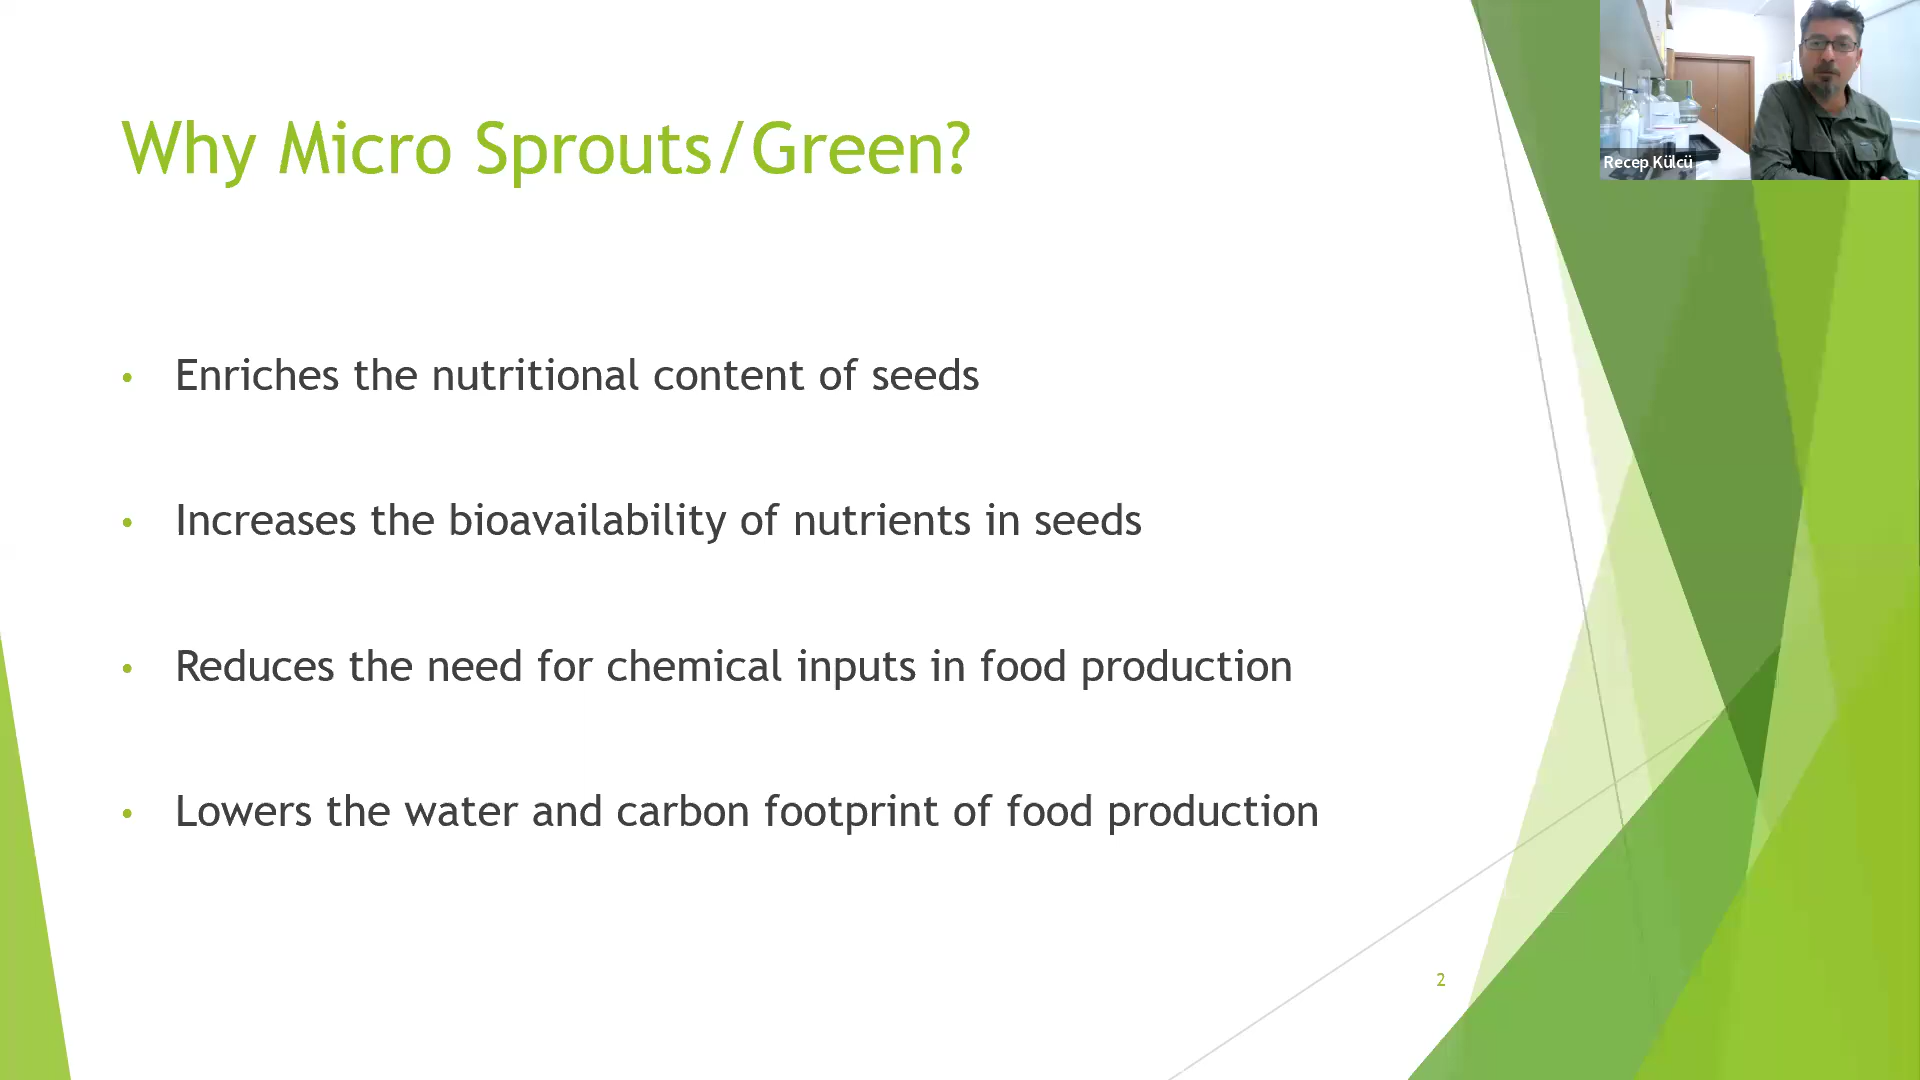 Why Micro Sprouts/Green?
Recep Külcü
• Enriches the nutritional content of seeds
• Increases the bioavailability of nutrients in seeds
• Reduces the need for chemical inputs in food production
• Lowers the water and carbon footprint of food production
2